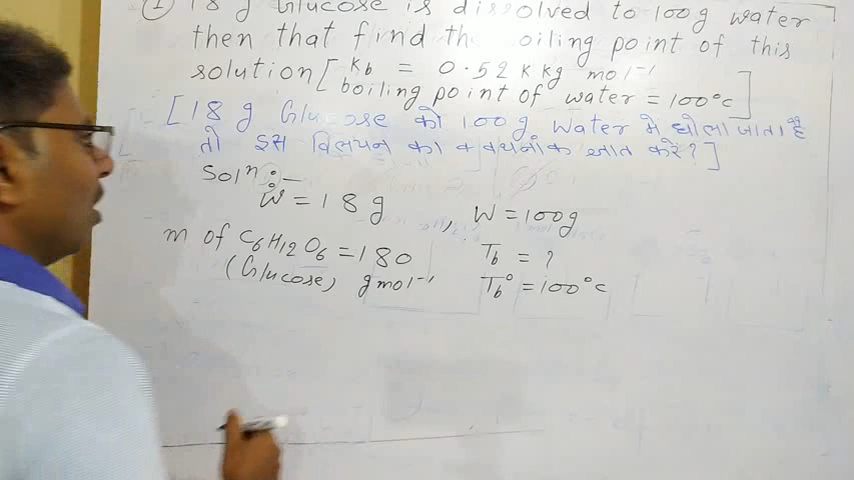 ① 18 g Glucose is dissolved to 100g water
then that find th oiling point of this
solution [ Kb = 0.52 K Kg mol⁻¹
boiling point of water = 100°c ]
[ 18 g Glucose को 100g. Water मे घोला जाता है
तो इस विलयन का क्वथनांक ज्ञात करे ? ]
Solⁿ :-
W = 18 g , W = 100g
m of C6H12O6 = 180 Tb = ?
(Glucose) gmol⁻¹ Tb° = 100°c